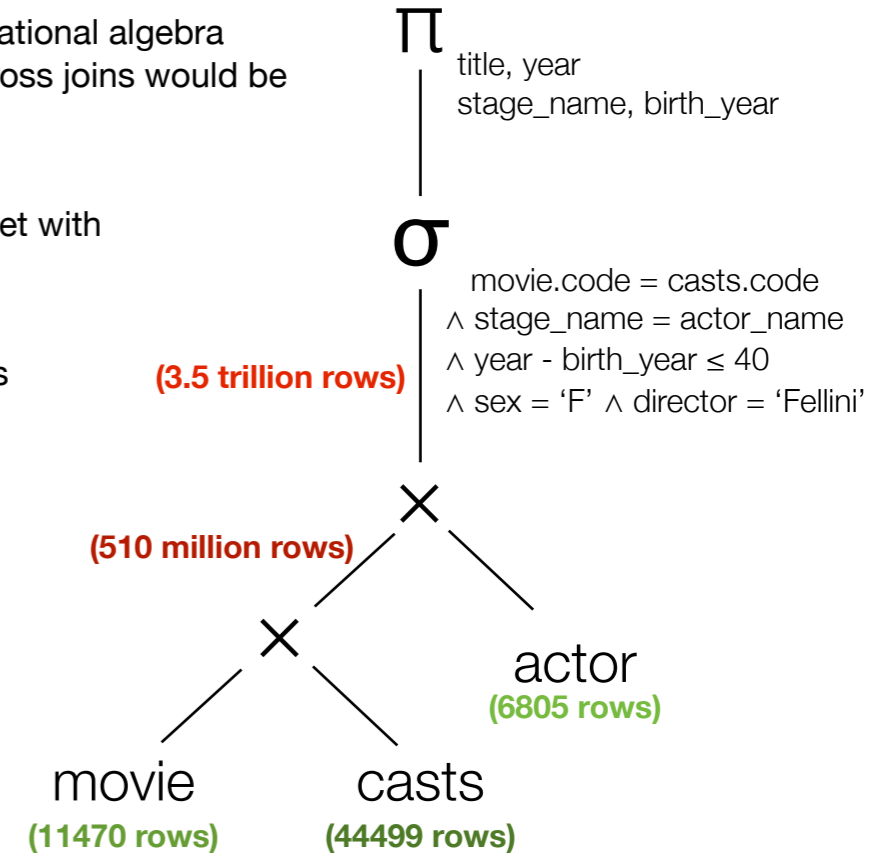 ational algebra
oss joins would be
et with
s
π
title, year
stage_name, birth_year
σ
movie.code = casts.code
∧ stage_name = actor_name
∧ year - birth_year ≤ 40
∧ sex = ‘F’ ∧ director = ‘Fellini’
(3.5 trillion rows)
×
(510 million rows)
×
actor
(6805 rows)
movie
(11470 rows)
casts
(44499 rows)